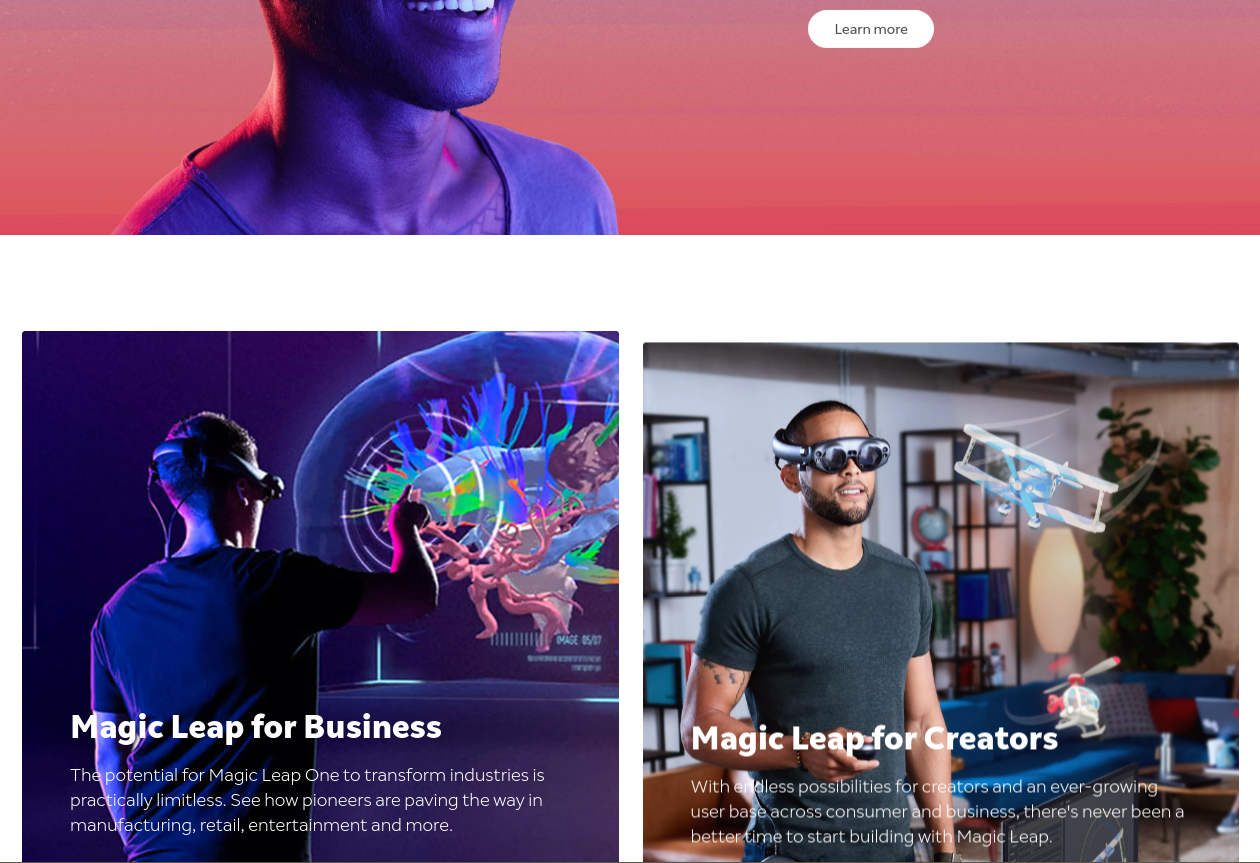 Learn more
IMAGE 05/07
Magic Leap for Business
The potential for Magic Leap One to transform industries is
practically limitless. See how pioneers are paving the way in
manufacturing, retail, entertainment and more.
Magic Leap for Creators
With endless possibilities for creators and an ever-growing
user base across consumer and business, there's never been a
better time to start building with Magic Leap.